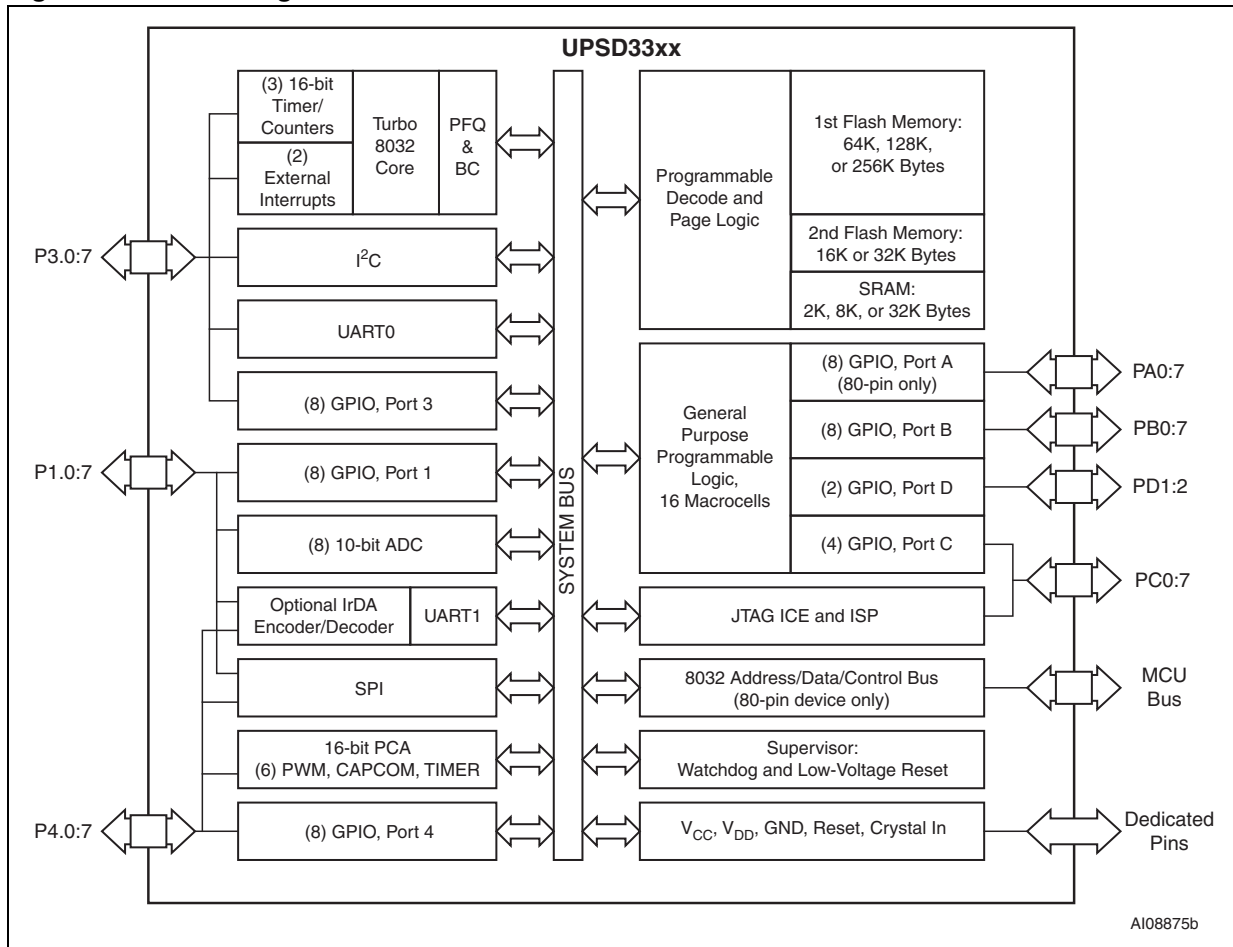 UPSD33xx
(3) 16-bit
Timer/
Counters
(2)
External
Interrupts
Turbo
8032
Core
PFQ
&
BC
P3.0:7
I²C
UART0
(8) GPIO, Port 3
P1.0:7
(8) GPIO, Port 1
(8) 10-bit ADC
Optional IrDA
Encoder/Decoder
UART1
SPI
16-bit PCA
(6) PWM, CAPCOM, TIMER
P4.0:7
(8) GPIO, Port 4
SYSTEM BUS
Programmable
Decode and
Page Logic
1st Flash Memory:
64K, 128K,
or 256K Bytes
2nd Flash Memory:
16K or 32K Bytes
SRAM:
2K, 8K, or 32K Bytes
General
Purpose
Programmable
Logic,
16 Macrocells
(8) GPIO, Port A
(80-pin only)
PA0:7
(8) GPIO, Port B
PB0:7
(2) GPIO, Port D
PD1:2
(4) GPIO, Port C
PC0:7
JTAG ICE and ISP
8032 Address/Data/Control Bus
(80-pin device only)
MCU
Bus
Supervisor:
Watchdog and Low-Voltage Reset
VCC, VDD, GND, Reset, Crystal In
Dedicated
Pins
AI08875b